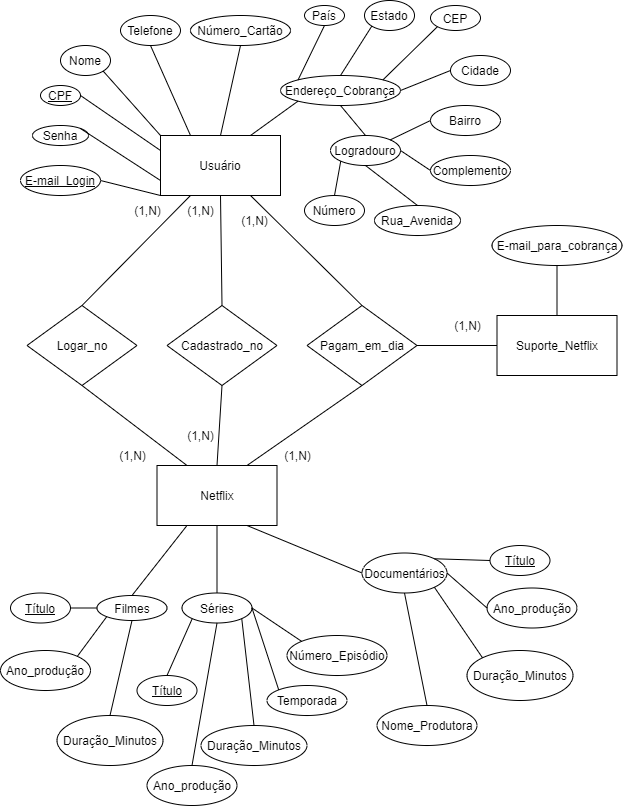 País
Estado
CEP
Telefone
Número_Cartão
Nome
Endereço_Cobrança
Cidade
CPF
Bairro
Senha
Logradouro
Usuário
Complemento
E-mail_Login
Número
Rua_Avenida
(1,N)
(1,N)
(1,N)
E-mail_para_cobrança
(1,N)
Logar_no
Cadastrado_no
Pagam_em_dia
Suporte_Netflix
(1,N)
(1,N)
(1,N)
Netflix
Título
Documentários
Título
Filmes
Séries
Ano_produção
Número_Episódio
Ano_produção
Duração_Minutos
Título
Temporada
Nome_Produtora
Duração_Minutos
Duração_Minutos
Ano_produção